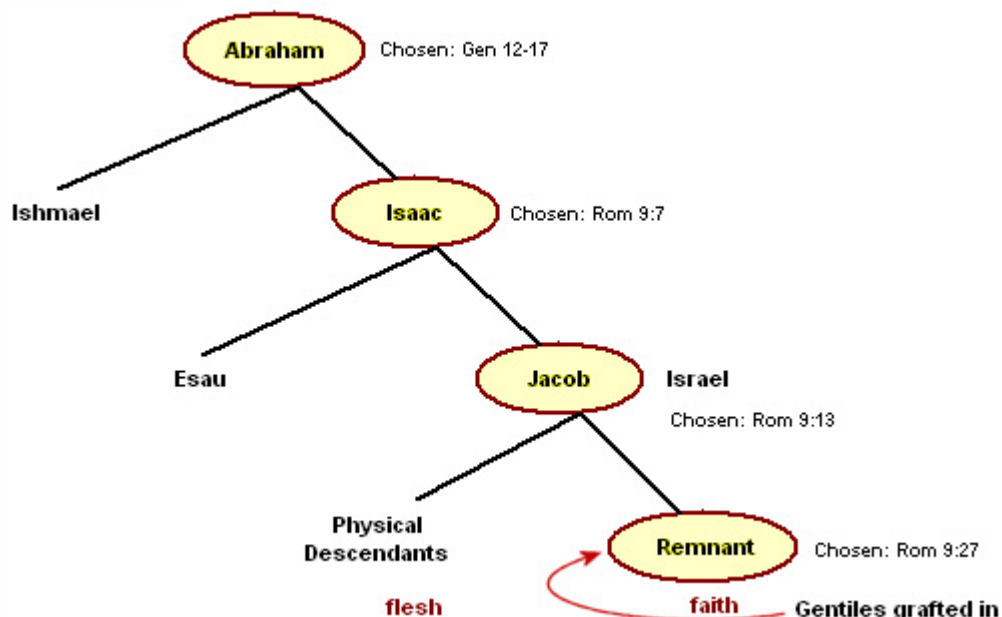 Abraham
Chosen: Gen 12-17
Ishmael
Isaac
Chosen: Rom 9:7
Esau
Jacob
Israel
Chosen: Rom 9:13
Physical
Descendants
Remnant
Chosen: Rom 9:27
flesh
faith
Gentiles grafted in